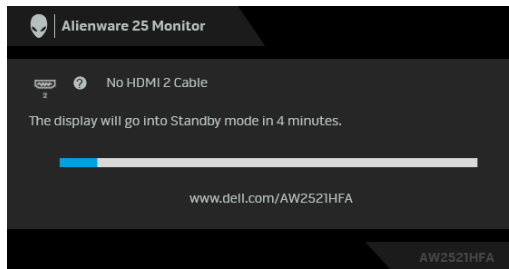 Alienware 25 Monitor
? No HDMI 2 Cable
2
The display will go into Standby mode in 4 minutes.
www.dell.com/AW2521HFA
AW2521HFA